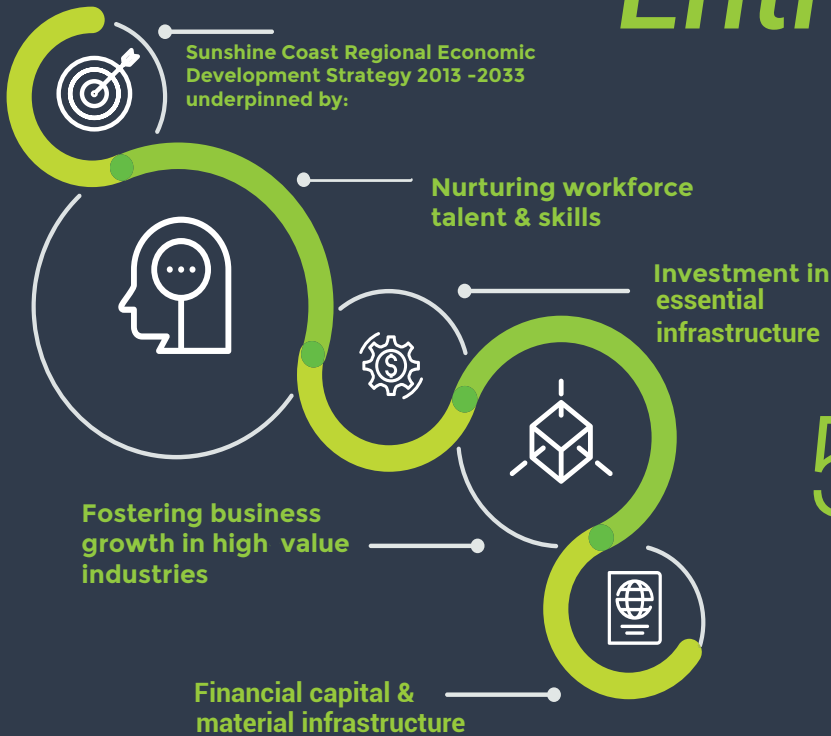 Sunshine Coast Regional Economic
Development Strategy 2013 -2033
underpinned by:
Nurturing workforce
talent & skills
Investment in
essential
infrastructure
Fostering business
growth in high value
industries
Financial capital &
material infrastructure